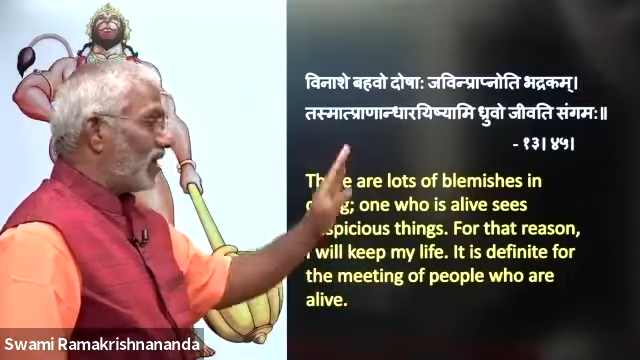 विनाशे बहवो दोषाः जविन्प्राप्नोति भद्रकम्।
तस्मात्प्राणान्धारयिष्यामि ध्रुवो जीवति संगमः॥
- १३। ४५।
are lots of blemishes in
one who is alive sees
things. For that reason,
will keep my life. It is definite for
the meeting of people who are
alive.
Swami Ramakrishnananda